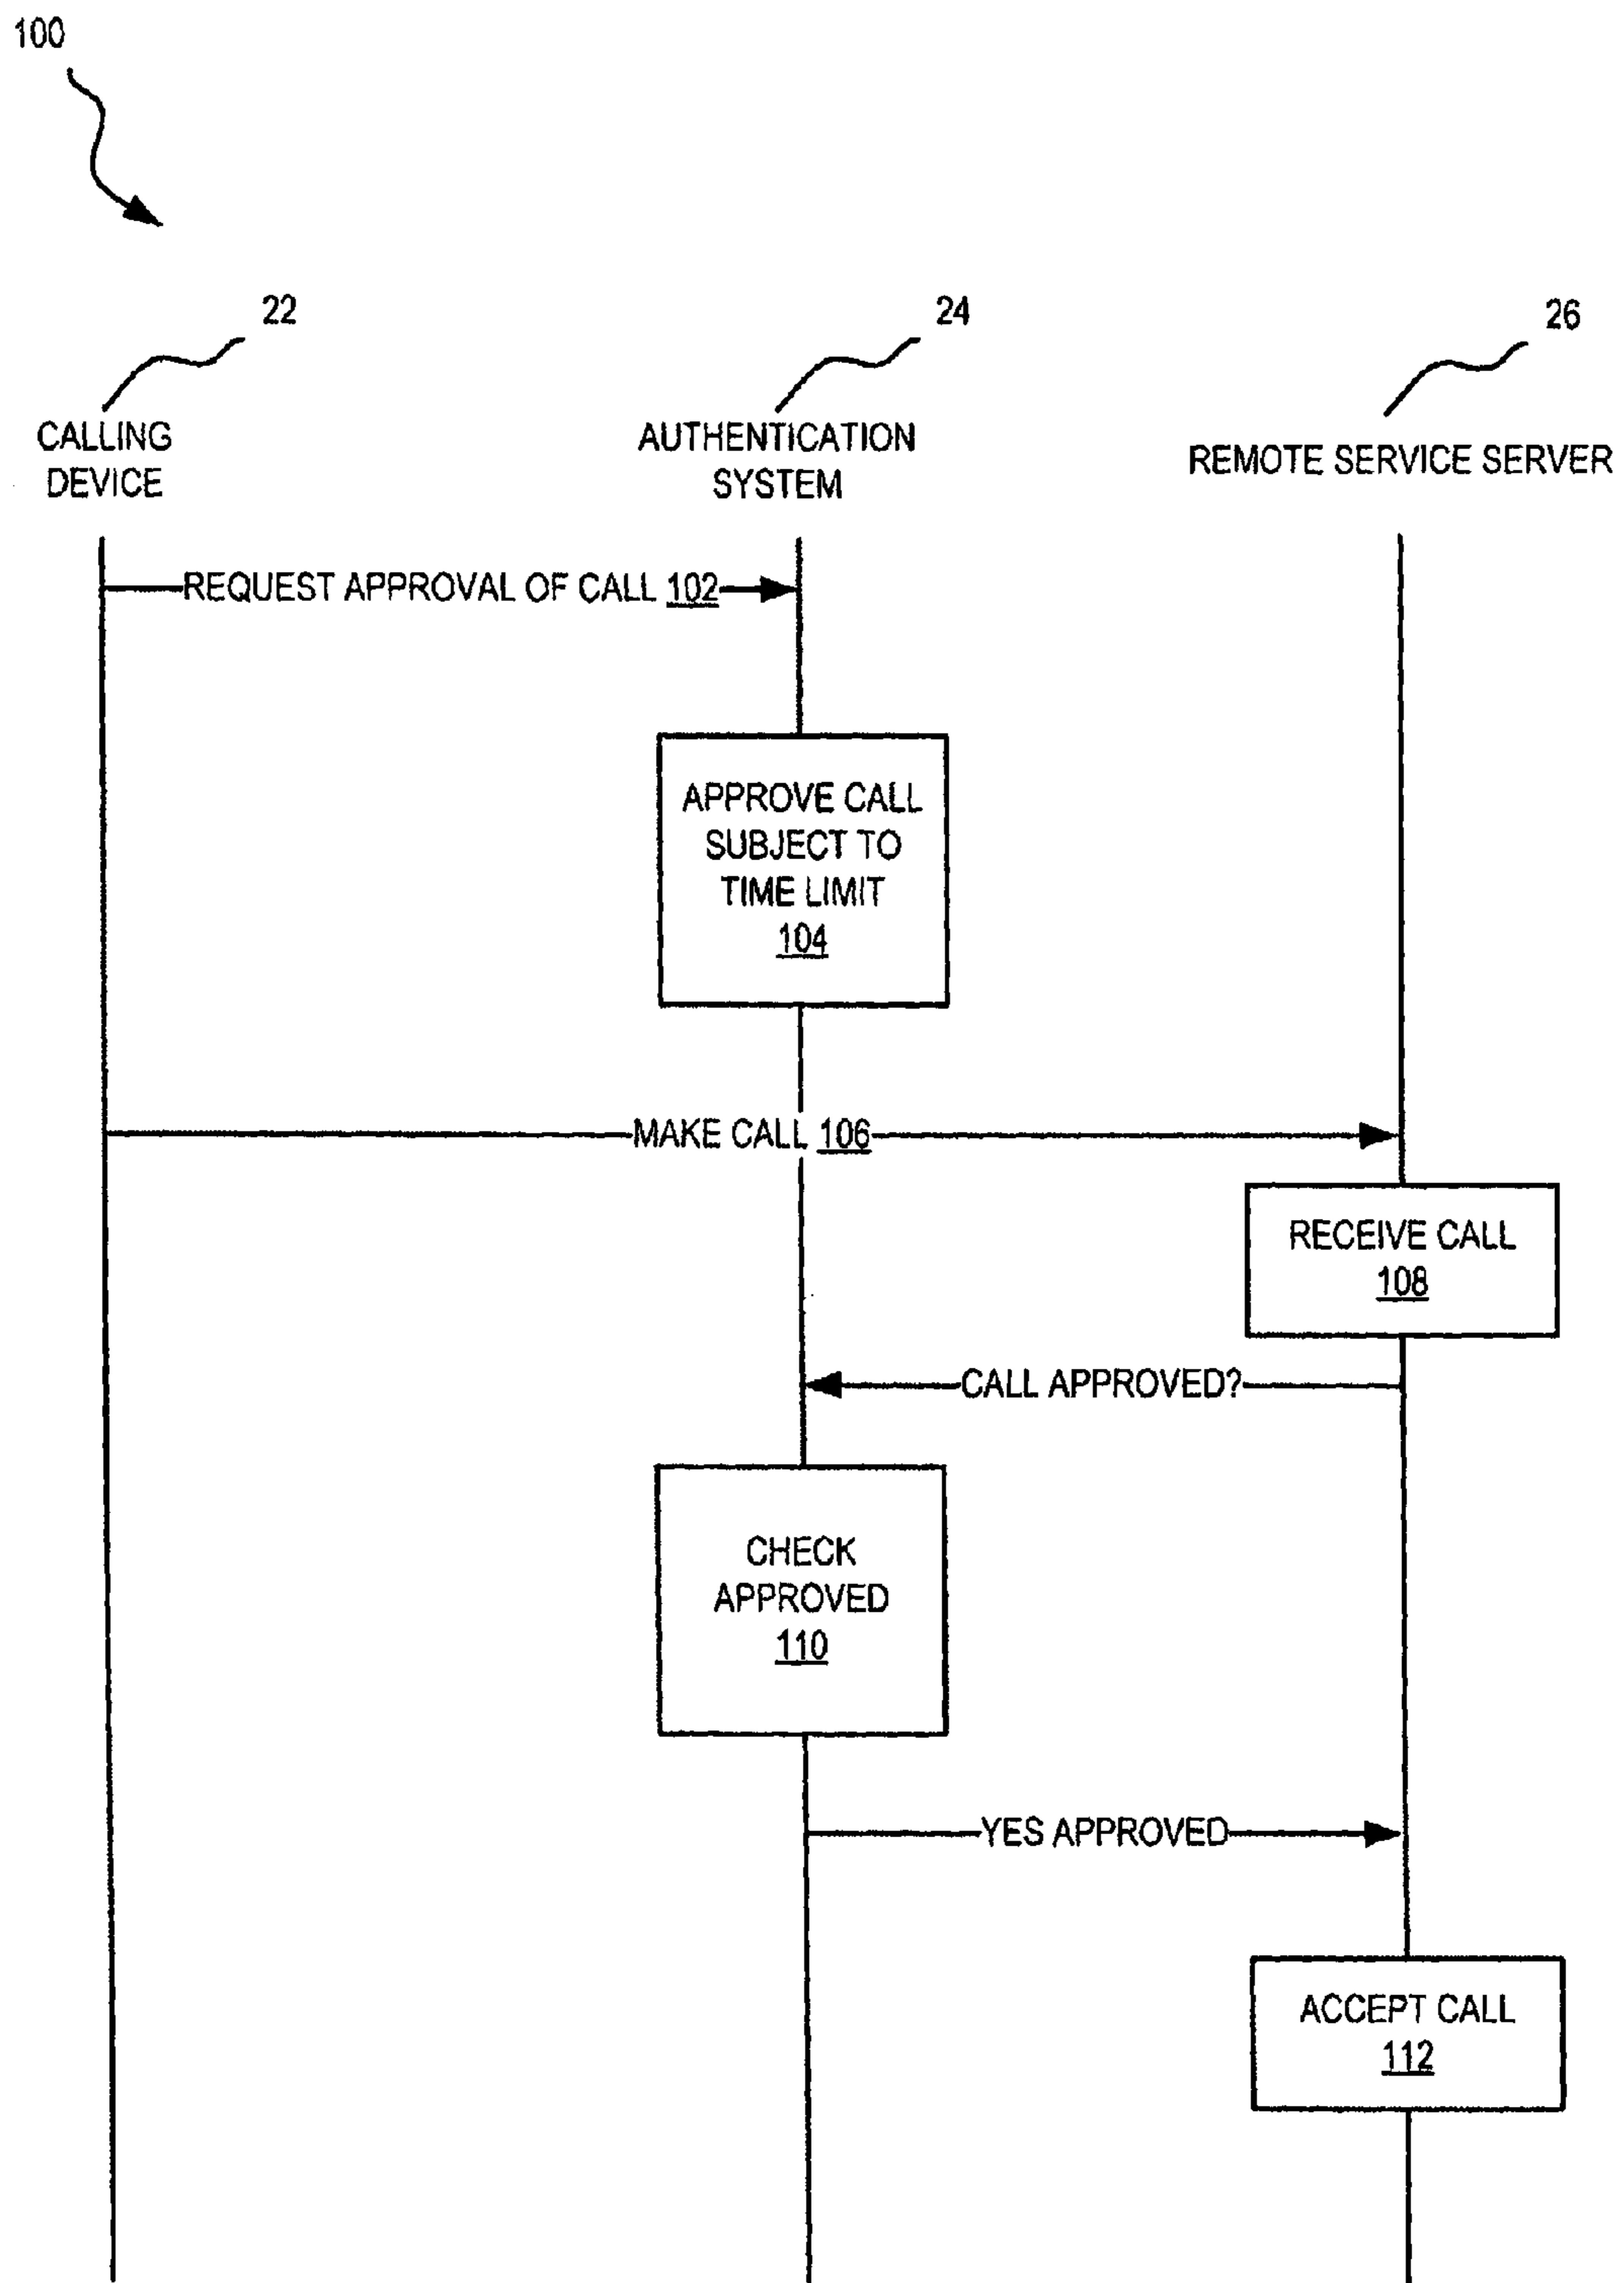 100
22
24
26
CALLING
DEVICE
AUTHENTICATION
SYSTEM
REMOTE SERVICE SERVER
REQUEST APPROVAL OF CALL 102
APPROVE CALL
SUBJECT TO
TIME LIMIT
104
MAKE CALL 106
RECEIVE CALL
108
CALL APPROVED?
CHECK
APPROVED
110
YES APPROVED
ACCEPT CALL
112